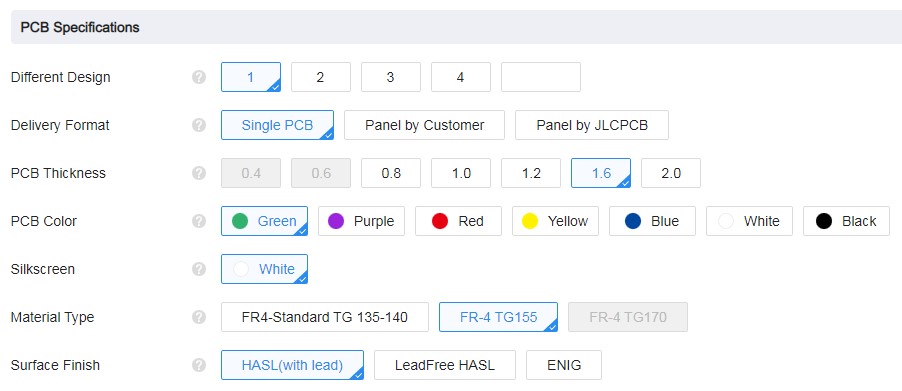 PCB Specifications
Different Design ? 1 2 3 4
Delivery Format ? Single PCB Panel by Customer Panel by JLCPCB
PCB Thickness ? 0.4 0.6 0.8 1.0 1.2 1.6 2.0
PCB Color ? Green Purple Red Yellow Blue White Black
Silkscreen ? White
Material Type ? FR4-Standard TG 135-140 FR-4 TG155 FR-4 TG170
Surface Finish ? HASL(with lead) LeadFree HASL ENIG